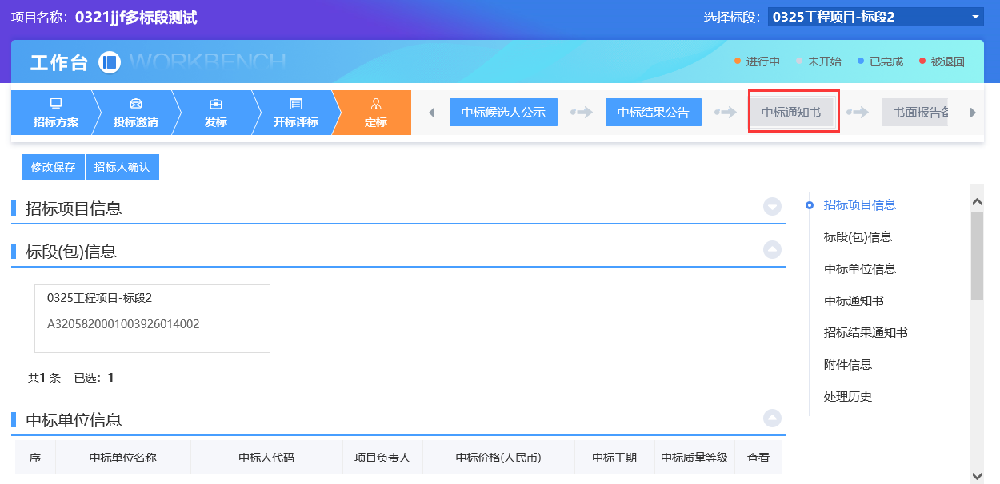 项目名称：0321jjf多标段测试
选择标段：0325工程项目-标段2
工作台 WORKBENCH
进行中 未开始 已完成 被退回
招标方案 投标邀请 发标 开标评标 定标
中标候选人公示 中标结果公告 中标通知书 书面报告备
修改保存 招标人确认
招标项目信息
标段(包)信息
0325工程项目-标段2
A3205820001003926014002
共1 条 已选：1
中标单位信息
序 中标单位名称 中标人代码 项目负责人 中标价格(人民币) 中标工期 中标质量等级 查看
招标项目信息
标段(包)信息
中标单位信息
中标通知书
招标结果通知书
附件信息
处理历史